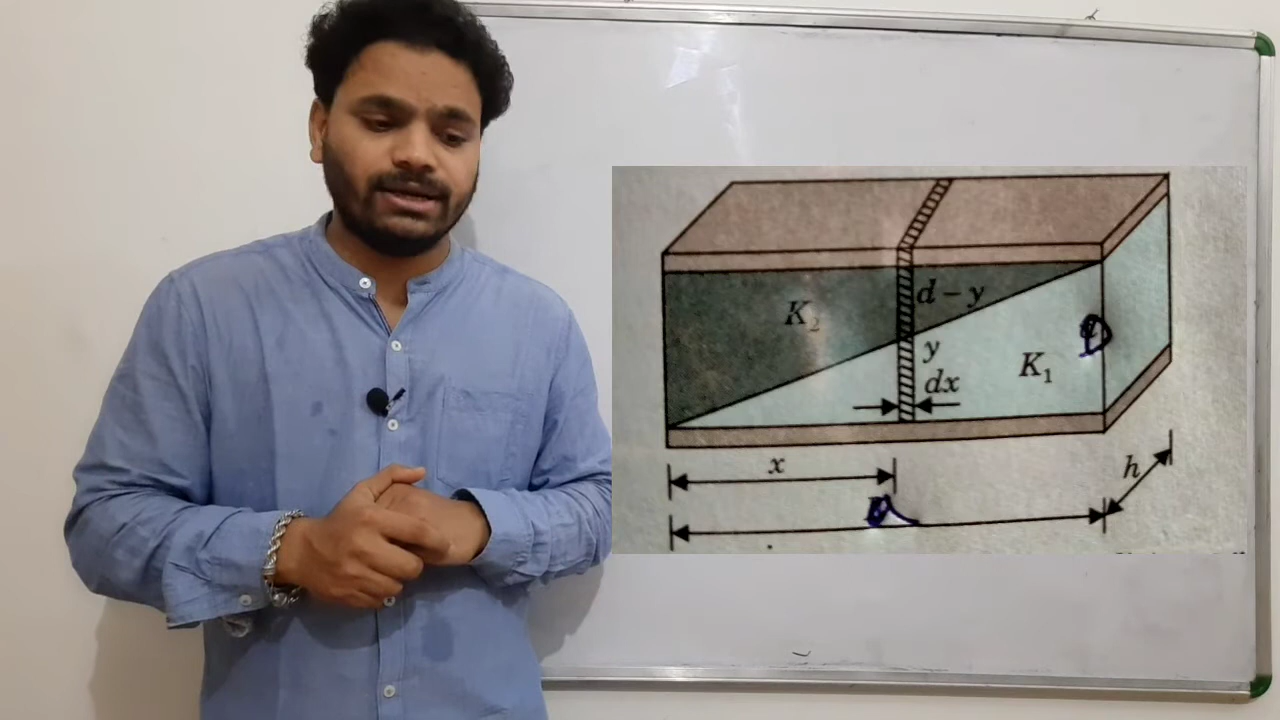 K₂
d – y
y
K₁
dx
x
h